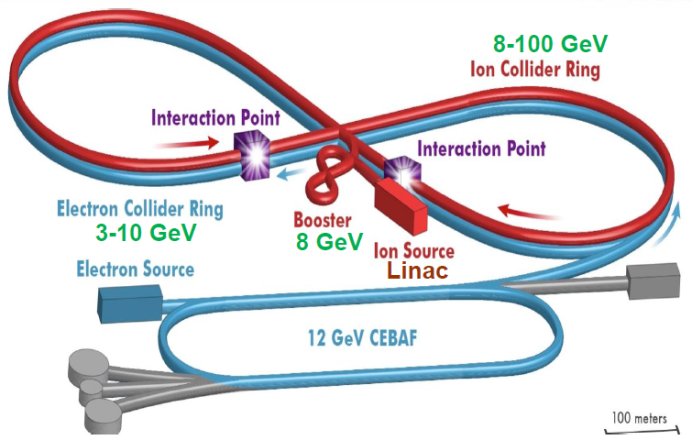 8-100 GeV
Ion Collider Ring
Interaction Point
Interaction Point
Electron Collider Ring
3-10 GeV
Booster
8 GeV
Ion Source
Linac
Electron Source
12 GeV CEBAF
100 meters